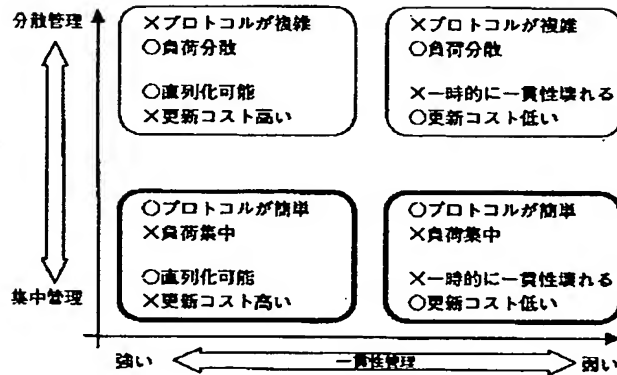 分散管理
×プロトコルが複雑
○負荷分散
○直列化可能
×更新コスト高い
×プロトコルが複雑
○負荷分散
×一時的に一貫性壊れる
○更新コスト低い
○プロトコルが簡単
×負荷集中
○直列化可能
×更新コスト高い
○プロトコルが簡単
×負荷集中
×一時的に一貫性壊れる
○更新コスト低い
集中管理
強い 一貫性管理 弱い